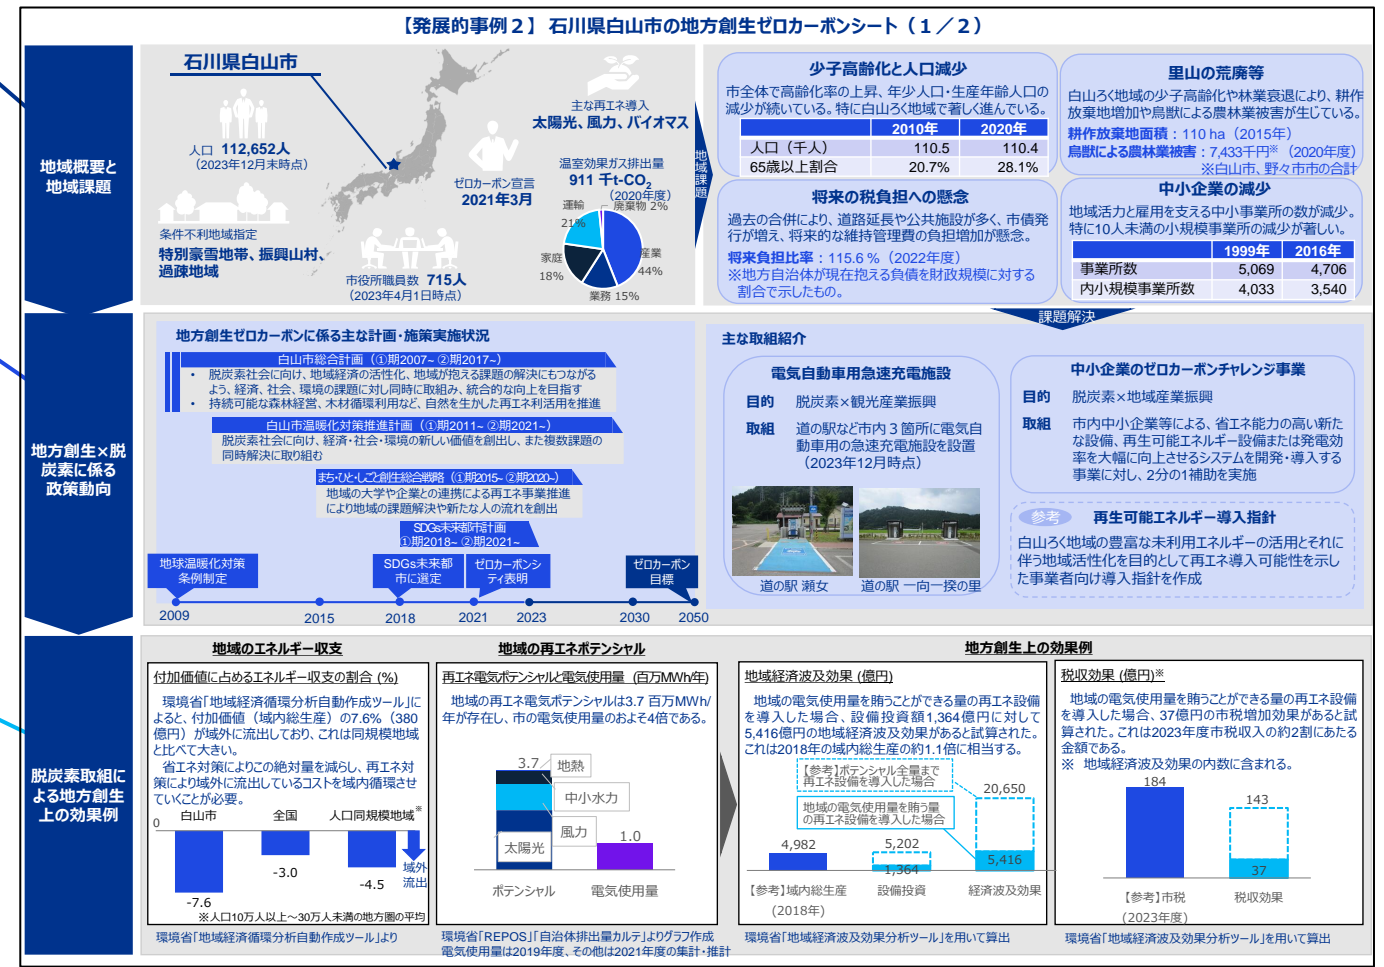 【発展的事例２】 石川県白山市の地方創生ゼロカーボンシート（１／２）
地域概要と
地域課題
石川県白山市
人口 112,652人
（2023年12月末時点）
条件不利地域指定
特別豪雪地帯、振興山村、
過疎地域
ゼロカーボン宣言
2021年3月
市役所職員数 715人
（2023年4月1日時点）
主な再エネ導入
太陽光、風力、バイオマス
温室効果ガス排出量
911 千t-CO2
（2020年度）
運輸
21%
廃棄物 2%
家庭
18%
産業
44%
業務 15%
地域課題
少子高齢化と人口減少
市全体で高齢化率の上昇、年少人口・生産年齢人口の
減少が続いている。特に白山ろく地域で著しく進んでいる。
2010年 2020年
人口（千人） 110.5 110.4
65歳以上割合 20.7% 28.1%
里山の荒廃等
白山ろく地域の少子高齢化や林業衰退により、耕作
放棄地増加や鳥獣による農林業被害が生じている。
耕作放棄地面積：110 ha（2015年）
鳥獣による農林業被害：7,433千円※（2020年度）
※白山市、野々市市の合計
将来の税負担への懸念
過去の合併により、道路延長や公共施設が多く、市債発
行が増え、将来的な維持管理費の負担増加が懸念。
将来負担比率：115.6 %（2022年度）
※地方自治体が現在抱える負債を財政規模に対する
割合で示したもの。
中小企業の減少
地域活力と雇用を支える中小事業所の数が減少。
特に10人未満の小規模事業所の減少が著しい。
1999年 2016年
事業所数 5,069 4,706
内小規模事業所数 4,033 3,540
課題解決
地方創生×脱
炭素に係る
政策動向
地方創生ゼロカーボンに係る主な計画・施策実施状況
白山市総合計画（①期2007~ ②期2017~）
• 脱炭素社会に向け、地域経済の活性化、地域が抱える課題の解決にもつながる
よう、経済、社会、環境の課題に対し同時に取組み、統合的な向上を目指す
• 持続可能な森林経営、木材循環利用など、自然を生かした再エネ利活用を推進
白山市温暖化対策推進計画（①期2011~ ②期2021~）
脱炭素社会に向け、経済・社会・環境の新しい価値を創出し、また複数課題の
同時解決に取り組む
まち・ひと・しごと創生総合戦略（①期2015~ ②期2020~）
地域の大学や企業との連携による再エネ事業推進
により地域の課題解決や新たな人の流れを創出
SDGs未来都市計画
①期2018~ ②期2021~）
地球温暖化対策
条例制定
SDGs未来都
市に選定
ゼロカーボンシ
ティ表明
ゼロカーボン
目標
2009 2015 2018 2021 2023 2030 2050
主な取組紹介
電気自動車用急速充電施設
目的 脱炭素×観光産業振興
取組 道の駅など市内３箇所に電気自
動車用の急速充電施設を設置
（2023年12月時点）
道の駅 瀬女
道の駅 一向一揆の里
中小企業のゼロカーボンチャレンジ事業
目的 脱炭素×地域産業振興
取組 市内中小企業等による、省エネ能力の高い新た
な設備、再生可能エネルギー設備または発電効
率を大幅に向上させるシステムを開発・導入する
事業に対し、2分の1補助を実施
参考 再生可能エネルギー導入指針
白山ろく地域の豊富な未利用エネルギーの活用とそれに
伴う地域活性化を目的として再エネ導入可能性を示し
た事業者向け導入指針を作成
脱炭素取組に
よる地方創生
上の効果例
地域のエネルギー収支
付加価値に占めるエネルギー収支の割合 (%)
環境省「地域経済循環分析自動作成ツール」に
よると、付加価値（域内総生産）の7.6%（380
億円）が域外に流出しており、これは同規模地域
と比べて大きい。
省エネ対策によりこの絶対量を減らし、再エネ対
策により域外に流出しているコストを域内循環させ
ていくことが必要。
白山市 全国 人口同規模地域※
0
-7.6
-3.0
-4.5
域外
流出
※人口10万人以上～30万人未満の地方圏の平均
環境省「地域経済循環分析自動作成ツール」より
地域の再エネポテンシャル
再エネ電気ポテンシャルと電気使用量 (百万MWh/年)
地域の再エネ電気ポテンシャルは3.7 百万MWh/
年が存在し、市の電気使用量のおよそ4倍である。
3.7
地熱
中小水力
風力
太陽光
1.0
ポテンシャル 電気使用量
環境省「REPOS」「自治体排出量カルテ」よりグラフ作成
電気使用量は2019年度、その他は2021年度の集計・推計
地方創生上の効果例
地域経済波及効果 (億円)
地域の電気使用量を賄うことができる量の再エネ設備
を導入した場合、設備投資額1,364億円に対して
5,416億円の地域経済波及効果があると試算された。
これは2018年の域内総生産の約1.1倍に相当する。
【参考】ポテンシャル全量まで
再エネ設備を導入した場合
地域の電気使用量を賄う量
の再エネ設備を導入した場合
4,982
5,202
1,364
20,650
5,416
【参考】域内総生産
(2018年)
設備投資
経済波及効果
環境省「地域経済波及効果分析ツール」を用いて算出
税収効果 (億円)※
地域の電気使用量を賄うことができる量の再エネ設備
を導入した場合、37億円の市税増加効果があると試
算された。これは2023年度市税収入の約2割にあたる
金額である。
※ 地域経済波及効果の内数に含まれる。
184
143
37
【参考】市税
(2023年度)
税収効果
環境省「地域経済波及効果分析ツール」を用いて算出